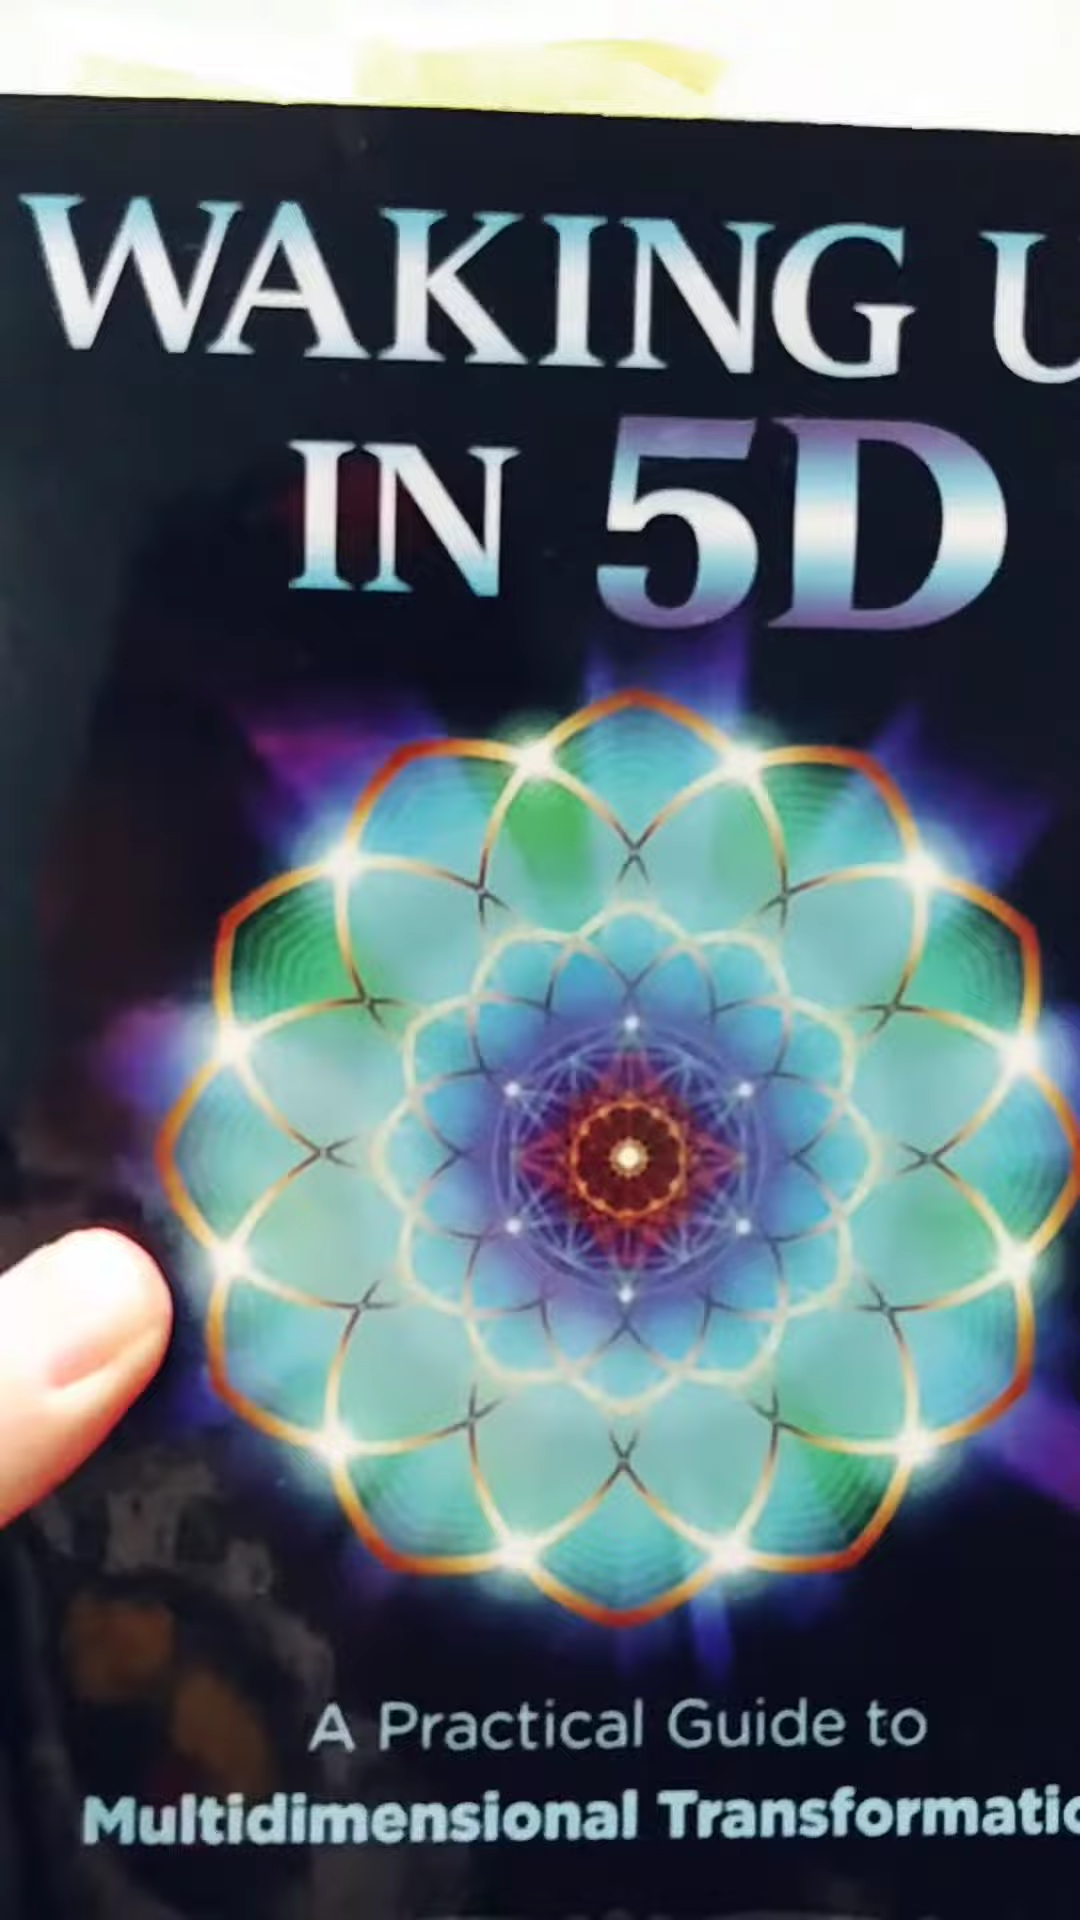 WAKING U
IN 5D
A Practical Guide to
Multidimensional Transformatio